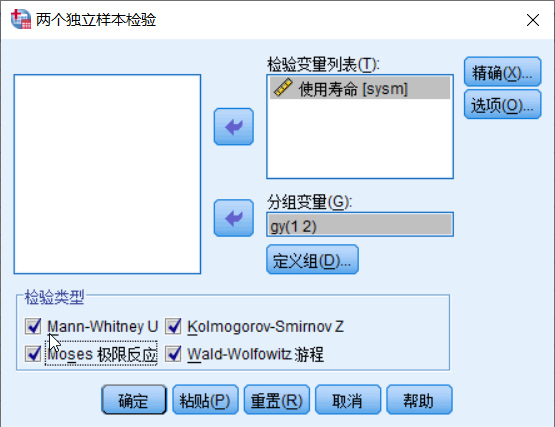 两个独立样本检验
检验变量列表(T):
使用寿命 [sysm]
精确(X)...
选项(O)...
分组变量(G):
gy(1 2)
定义组(D)...
检验类型
Mann-Whitney U Kolmogorov-Smirnov Z
Moses 极限反应 Wald-Wolfowitz 游程
确定 粘贴(P) 重置(R) 取消 帮助